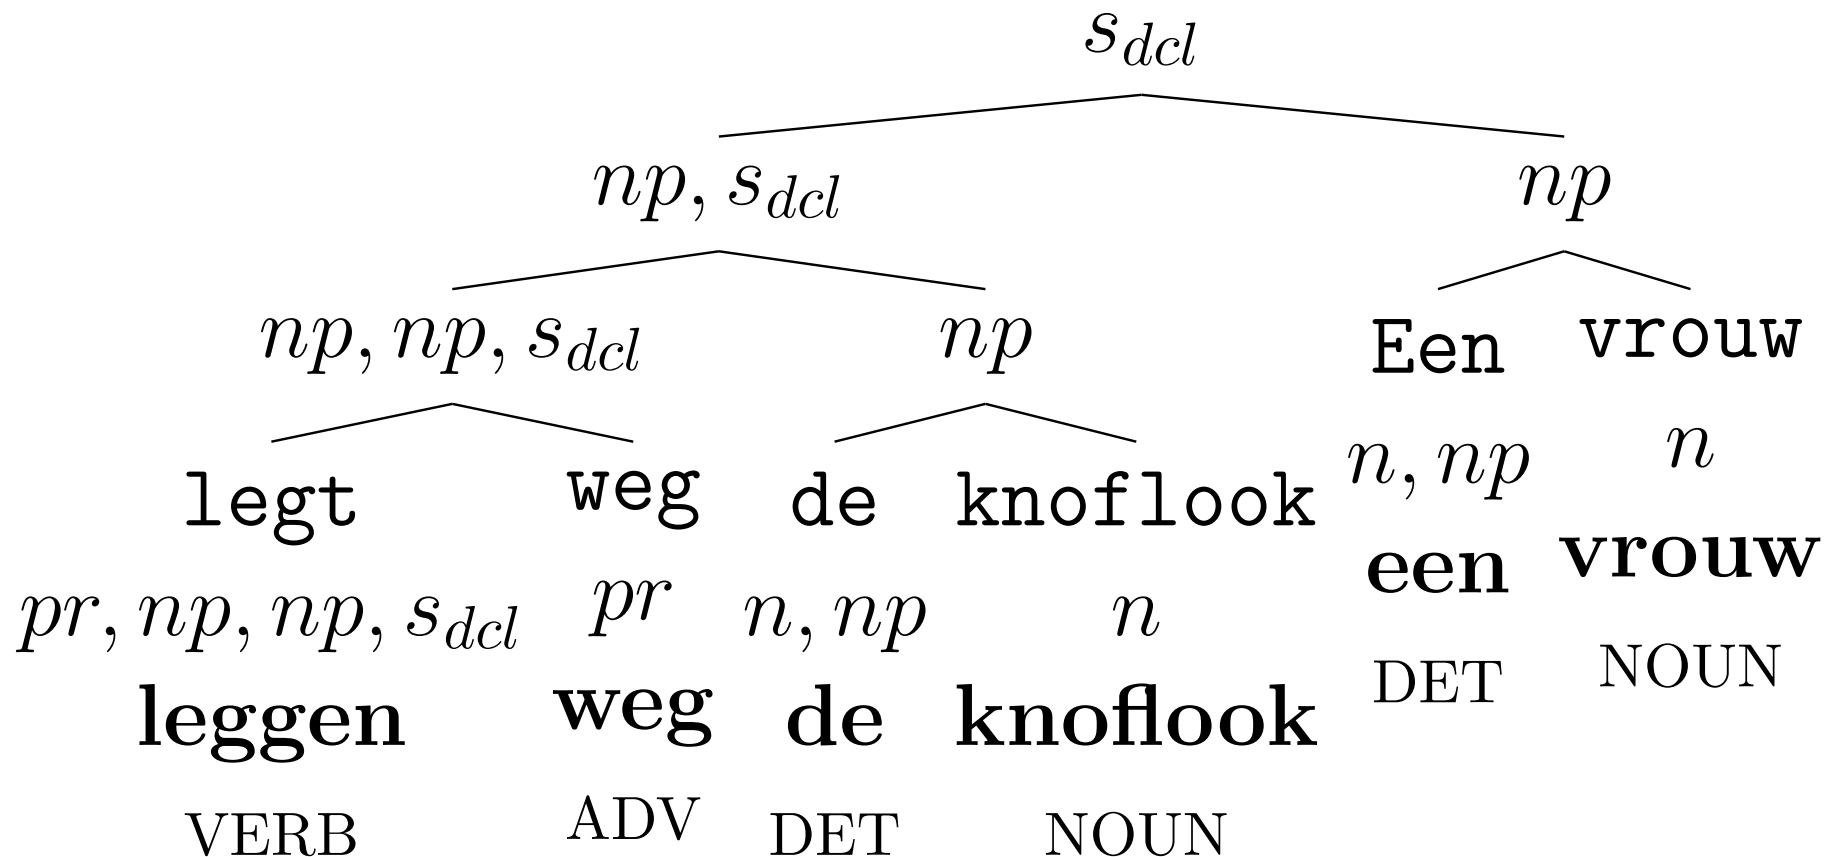 s_dcl
np, s_dcl np
np, np, s_dcl np Een vrouw
n, np n
een vrouw
DET NOUN
legt weg de knoflook
pr, np, np, s_dcl pr n, np n
leggen weg de knoflook
VERB ADV DET NOUN